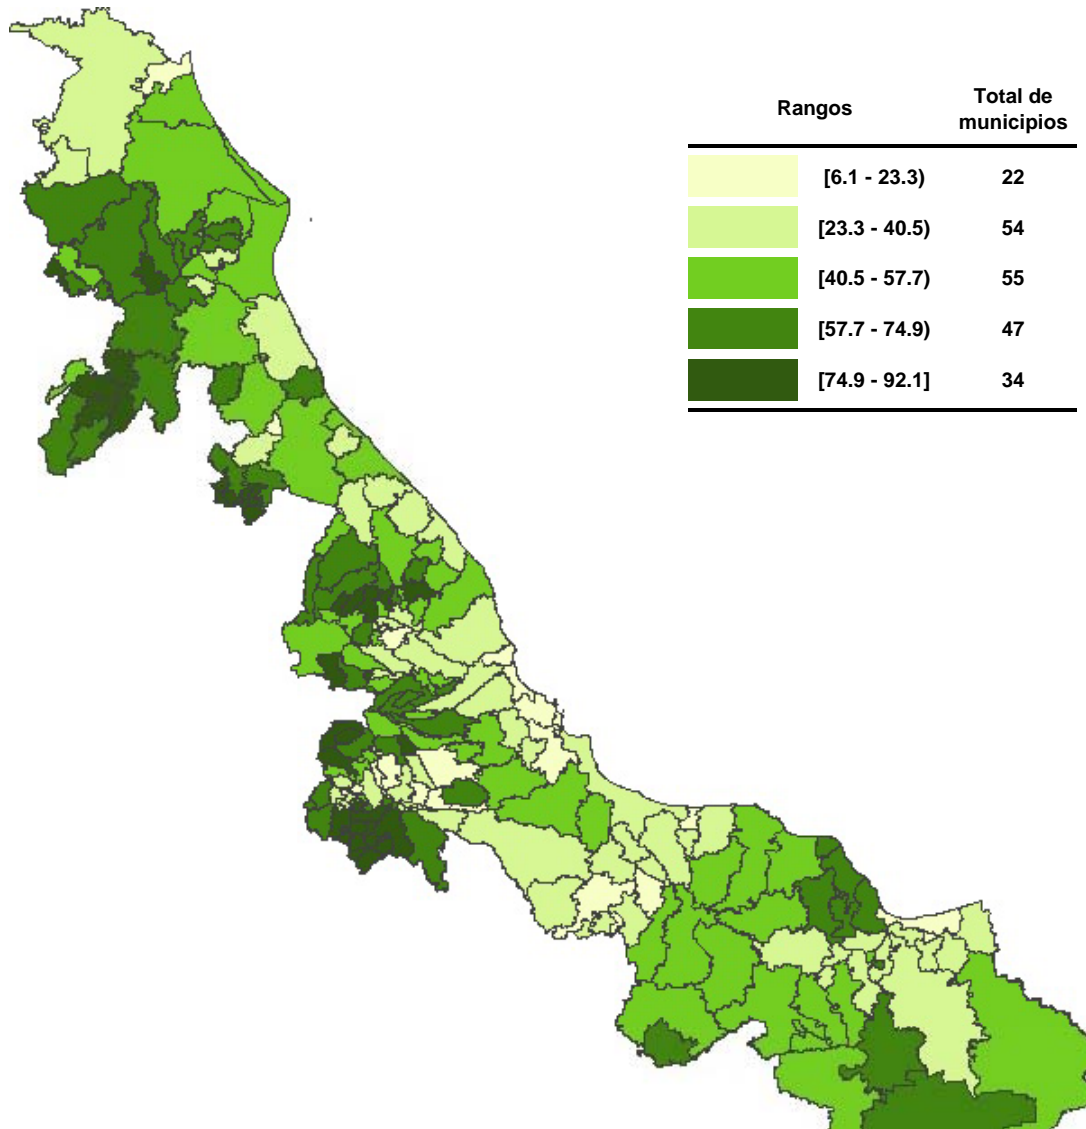 Rangos Total de
municipios
[6.1 - 23.3) 22
[23.3 - 40.5) 54
[40.5 - 57.7) 55
[57.7 - 74.9) 47
[74.9 - 92.1] 34